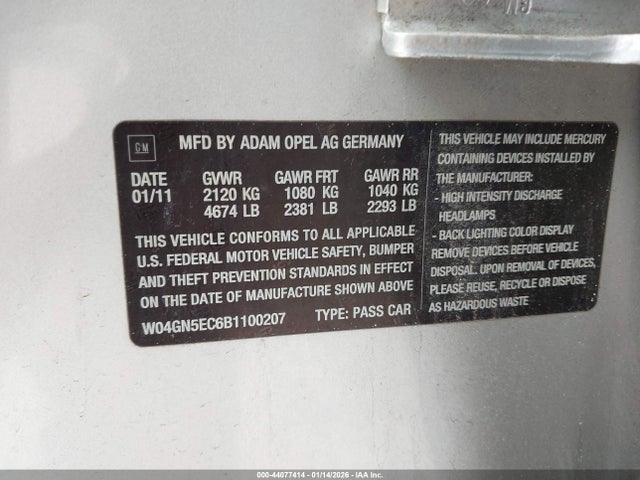 GM
MFD BY ADAM OPEL AG GERMANY
DATE GVWR GAWR FRT GAWR RR
01/11 2120 KG 1080 KG 1040 KG
4674 LB 2381 LB 2293 LB
THIS VEHICLE CONFORMS TO ALL APPLICABLE
U.S. FEDERAL MOTOR VEHICLE SAFETY, BUMPER
AND THEFT PREVENTION STANDARDS IN EFFECT
ON THE DATE OF MANUFACTURE SHOWN ABOVE
W04GN5EC6B1100207 TYPE: PASS CAR
THIS VEHICLE MAY INCLUDE MERCURY
CONTAINING DEVICES INSTALLED BY
THE MANUFACTURER:
- HIGH INTENSITY DISCHARGE
HEADLAMPS
- BACK LIGHTING COLOR DISPLAY
REMOVE DEVICES BEFORE VEHICLE
DISPOSAL. UPON REMOVAL OF DEVICES,
PLEASE REUSE, RECYCLE OR DISPOSE
AS HAZARDOUS WASTE
000-44077414 - 01/14/2026 - IAA Inc.